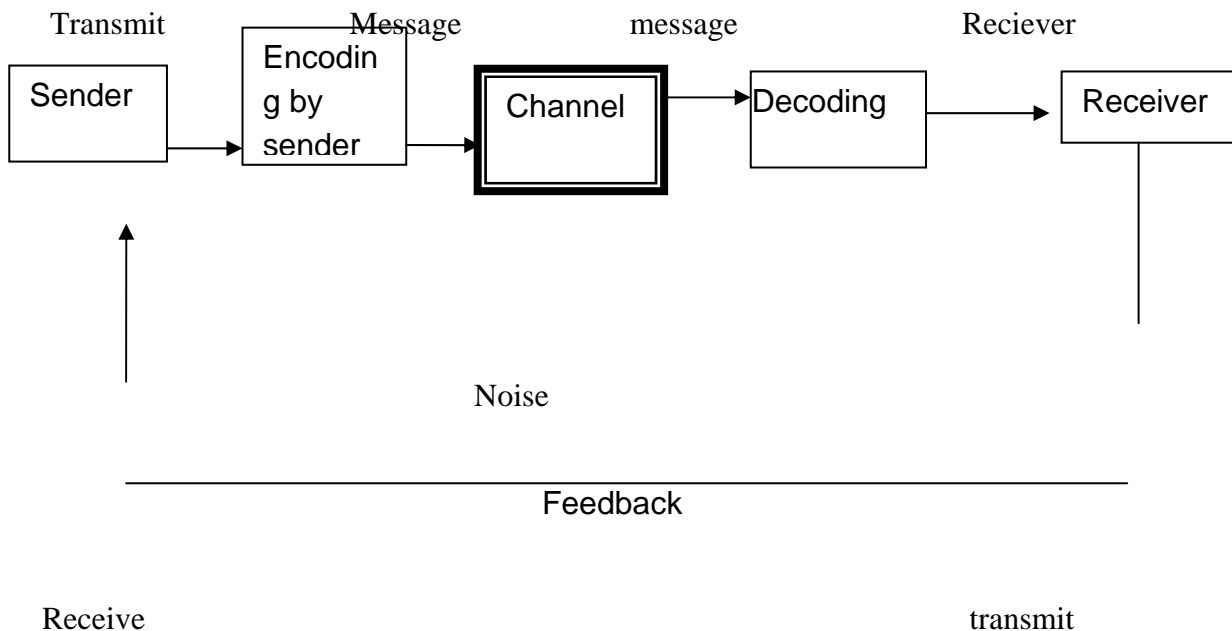 Transmit Message message Reciever
Sender
Encodin
g by
sender
Channel
Decoding
Receiver
Noise
Feedback
Receive transmit